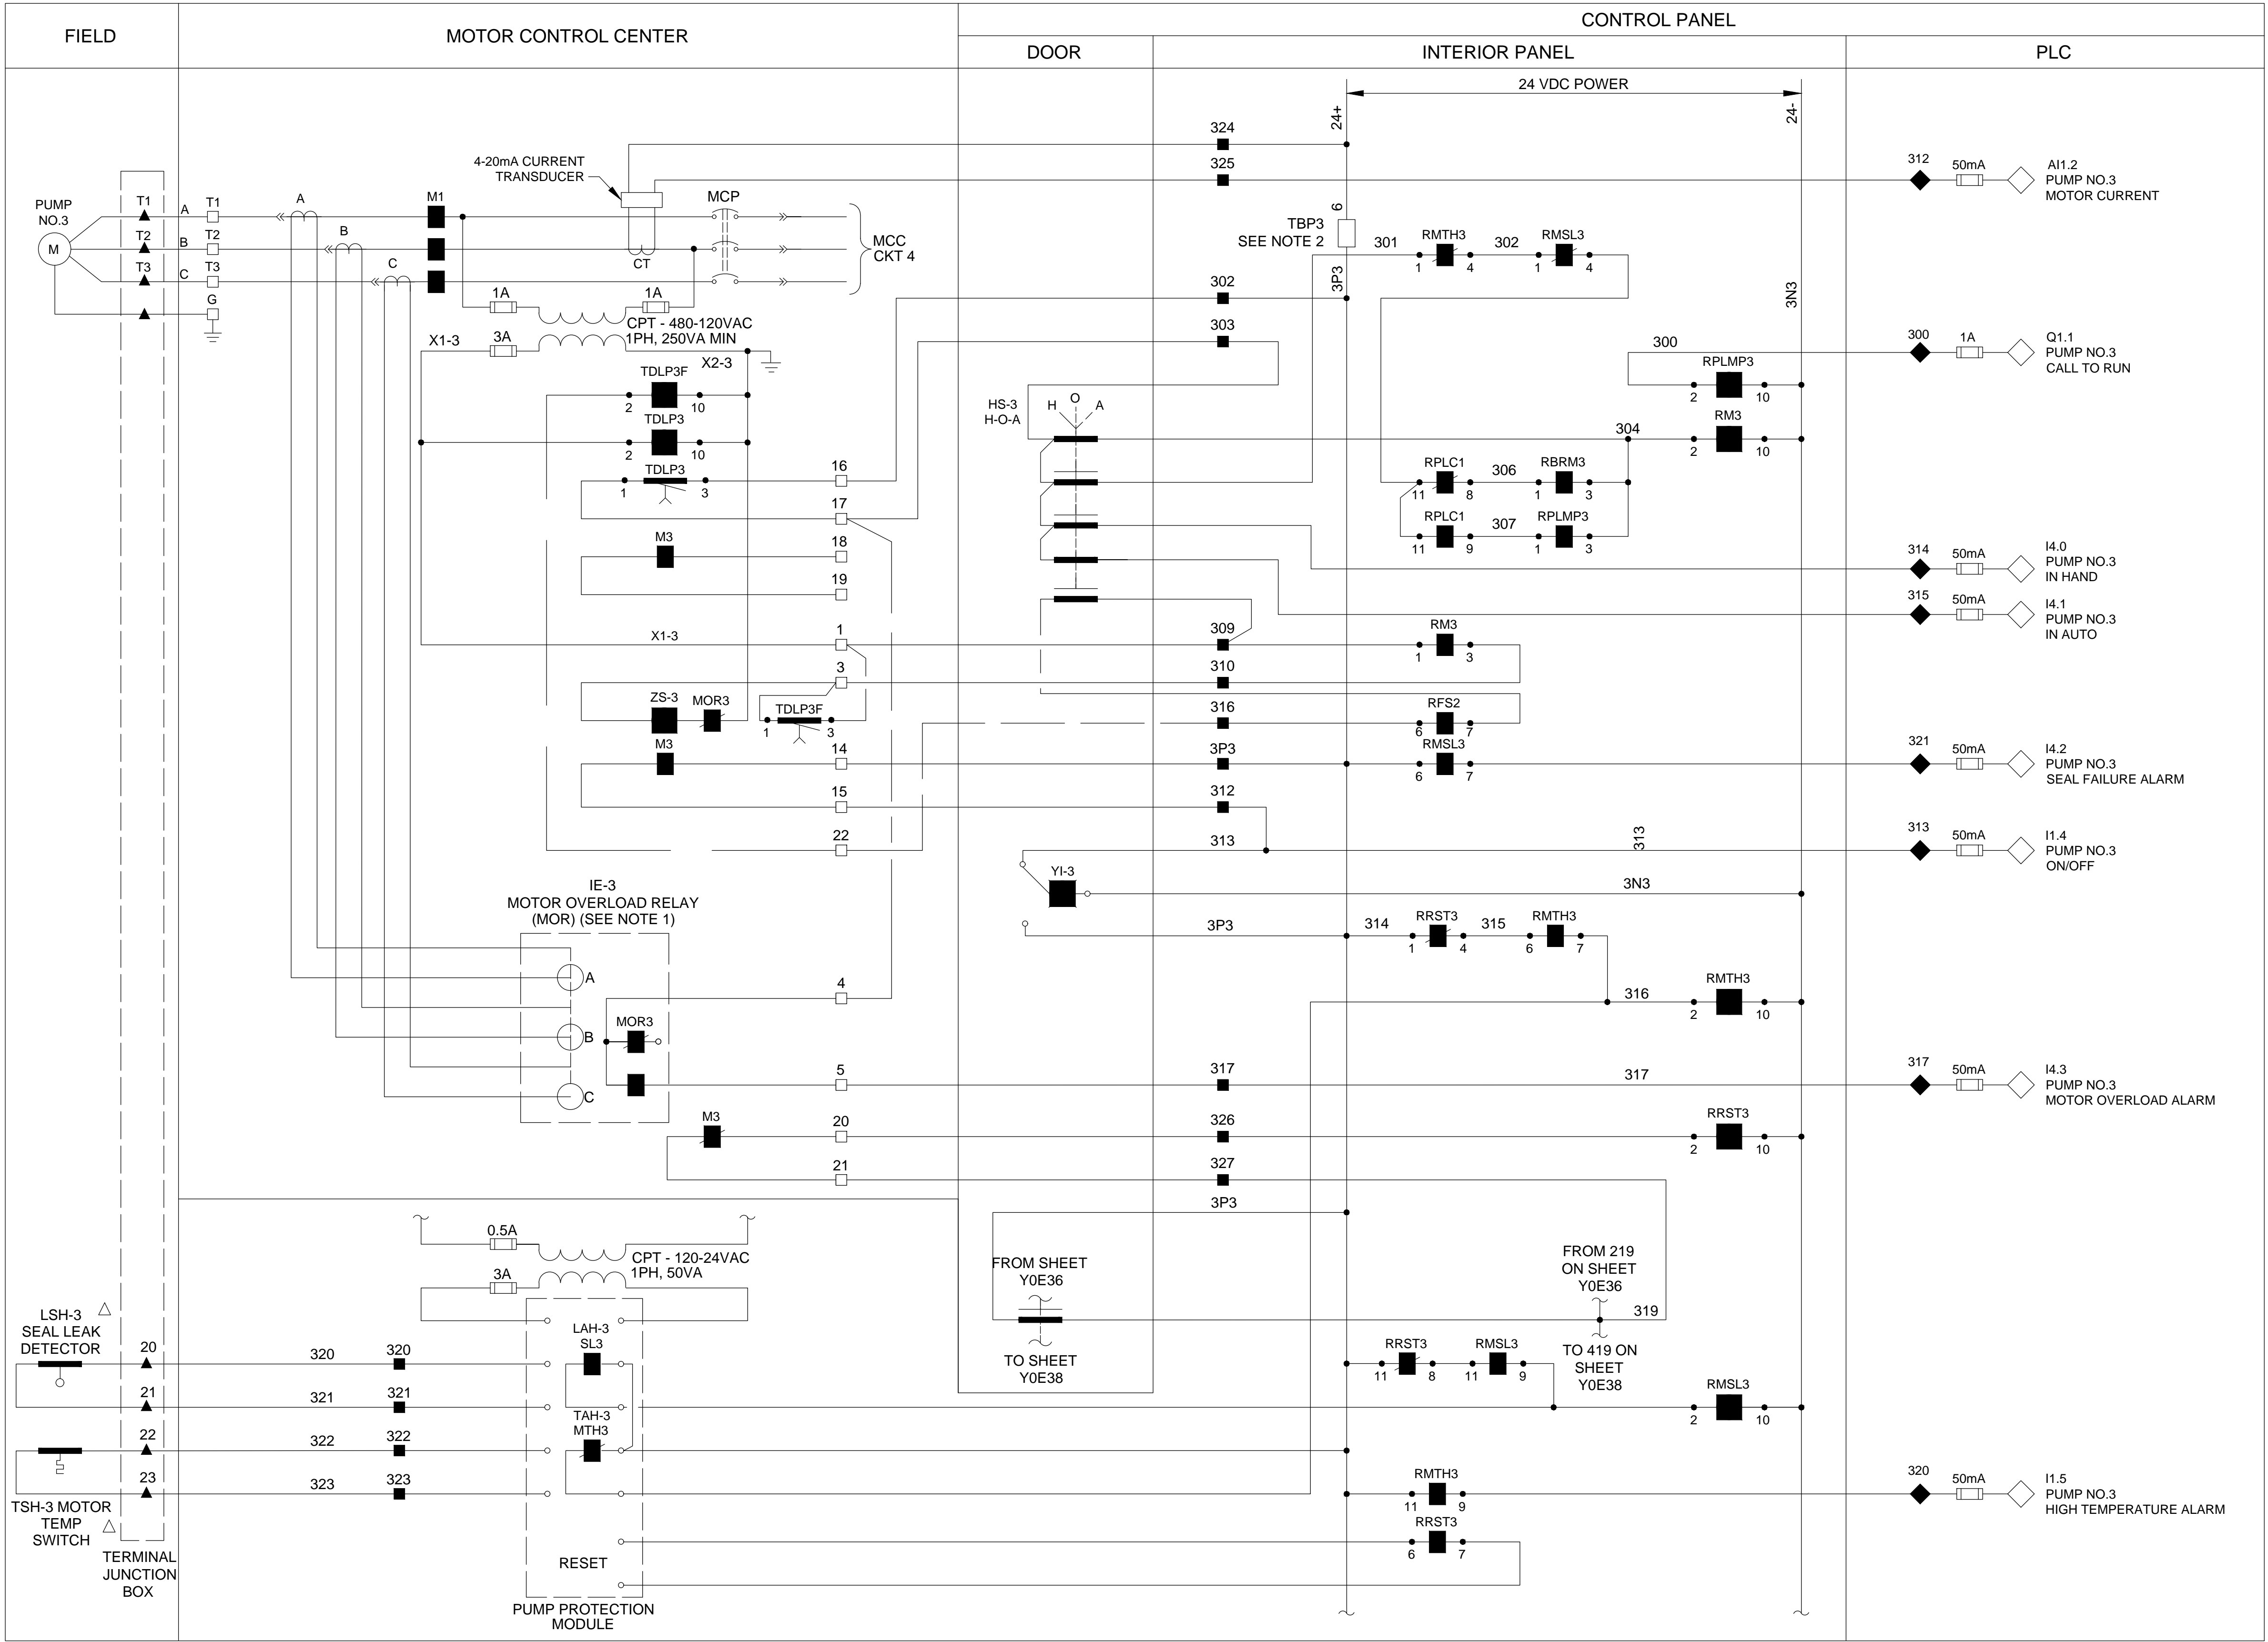 FIELD
MOTOR CONTROL CENTER
CONTROL PANEL
DOOR
INTERIOR PANEL
PLC
24 VDC POWER
24+
24-
324
325
4-20mA CURRENT
TRANSDUCER
312
50mA
AI1.2
PUMP NO.3
MOTOR CURRENT
PUMP
NO.3
M
T1
T2
T3
A
B
C
T1
T2
T3
G
A
B
C
M1
CT
MCP
MCC
CKT 4
TBP3
SEE NOTE 2
6
3P3
3N3
301
RMTH3
1
4
302
RMSL3
1
4
1A
1A
CPT - 480-120VAC
1PH, 250VA MIN
302
303
X1-3
3A
X2-3
300
300
1A
Q1.1
PUMP NO.3
CALL TO RUN
RPLMP3
2
10
TDLP3F
2
10
TDLP3
2
10
TDLP3
1
3
HS-3
H-O-A
H
O
A
304
RM3
2
10
16
17
18
19
M3
RPLC1
11
8
306
RBRM3
1
3
RPLC1
11
9
307
RPLMP3
1
3
314
50mA
I4.0
PUMP NO.3
IN HAND
315
50mA
I4.1
PUMP NO.3
IN AUTO
X1-3
1
309
RM3
1
3
3
310
ZS-3
MOR3
TDLP3F
1
3
316
RFS2
6
7
M3
14
3P3
RMSL3
6
7
321
50mA
I4.2
PUMP NO.3
SEAL FAILURE ALARM
15
312
22
313
313
313
50mA
I1.4
PUMP NO.3
ON/OFF
YI-3
3N3
IE-3
MOTOR OVERLOAD RELAY
(MOR) (SEE NOTE 1)
3P3
314
RRST3
1
4
315
RMTH3
6
7
A
B
C
4
MOR3
316
RMTH3
2
10
5
317
317
317
50mA
I4.3
PUMP NO.3
MOTOR OVERLOAD ALARM
M3
20
326
RRST3
2
10
21
327
3P3
0.5A
CPT - 120-24VAC
1PH, 50VA
3A
FROM SHEET
Y0E36
TO SHEET
Y0E38
FROM 219
ON SHEET
Y0E36
319
TO 419 ON
SHEET
Y0E38
LSH-3
SEAL LEAK
DETECTOR
20
320
320
21
321
321
22
322
322
23
323
323
LAH-3
SL3
TAH-3
MTH3
RRST3
11
8
RMSL3
11
9
RMSL3
2
10
RMTH3
11
9
320
50mA
I1.5
PUMP NO.3
HIGH TEMPERATURE ALARM
RRST3
6
7
TSH-3 MOTOR
TEMP
SWITCH
TERMINAL
JUNCTION
BOX
RESET
PUMP PROTECTION
MODULE